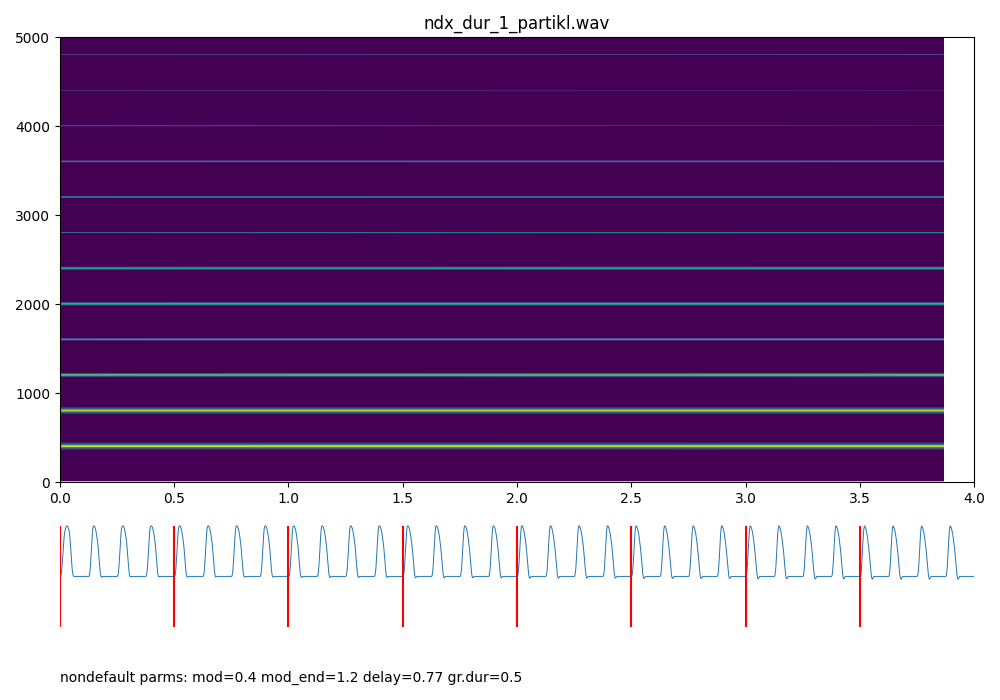 ndx_dur_1_partikl.wav
5000
4000
3000
2000
1000
0
0.0 0.5 1.0 1.5 2.0 2.5 3.0 3.5 4.0
nondefault parms: mod=0.4 mod_end=1.2 delay=0.77 gr.dur=0.5